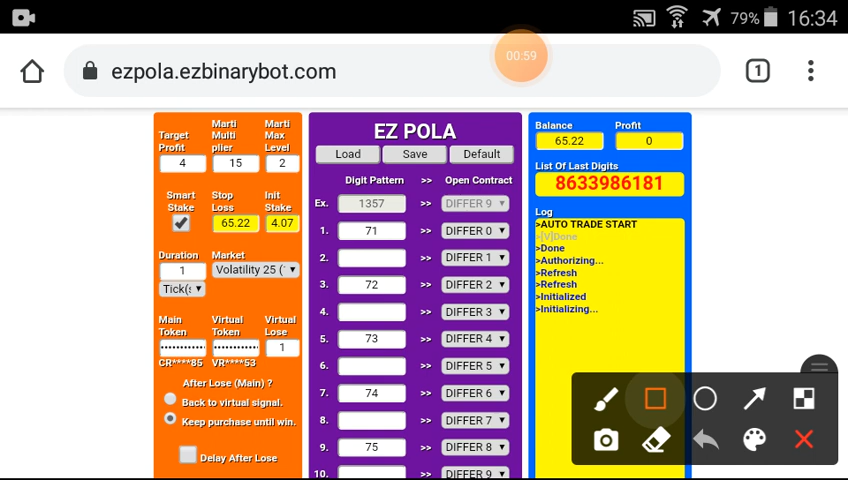 79% 16:34
ezpola.ezbinarybot.com
00:59
1
Target Profit
4
Marti Multi plier
15
Marti Max Level
2
Smart Stake
Stop Loss
65.22
Init Stake
4.07
Duration
1
Tick(s
Market
Volatility 25 (
Main Token
••••••••••••
CR****85
Virtual Token
••••••••••••
VR****53
Virtual Lose
1
After Lose (Main) ?
Back to virtual signal.
Keep purchase until win.
Delay After Lose
EZ POLA
Load Save Default
Digit Pattern >> Open Contract
Ex. 1357 >> DIFFER 9
1. 71 >> DIFFER 0
2. >> DIFFER 1
3. 72 >> DIFFER 2
4. >> DIFFER 3
5. 73 >> DIFFER 4
6. >> DIFFER 5
7. 74 >> DIFFER 6
8. >> DIFFER 7
9. 75 >> DIFFER 8
10. >> DIFFER 9
Balance Profit
65.22 0
List Of Last Digits
8633986181
Log
>AUTO TRADE START
>[V]Done
>Done
>Authorizing...
>Refresh
>Refresh
>Initialized
>Initializing...